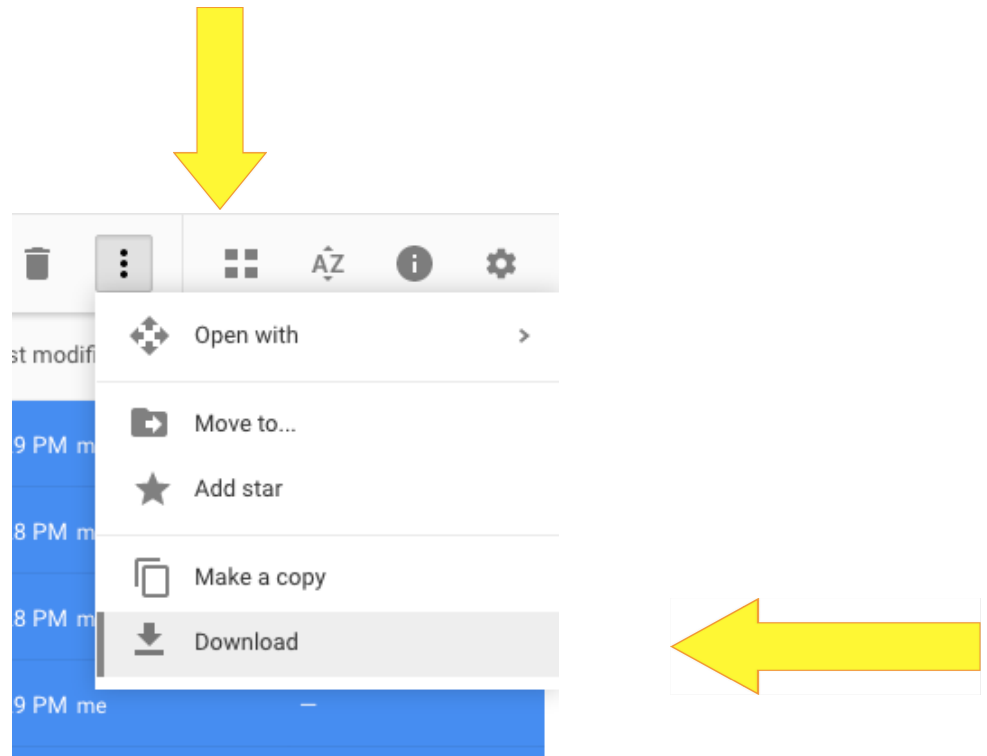 AZ
Open with
st modifi
Move to...
9 PM m
Add star
8 PM m
Make a copy
8 PM m
Download
9 PM me